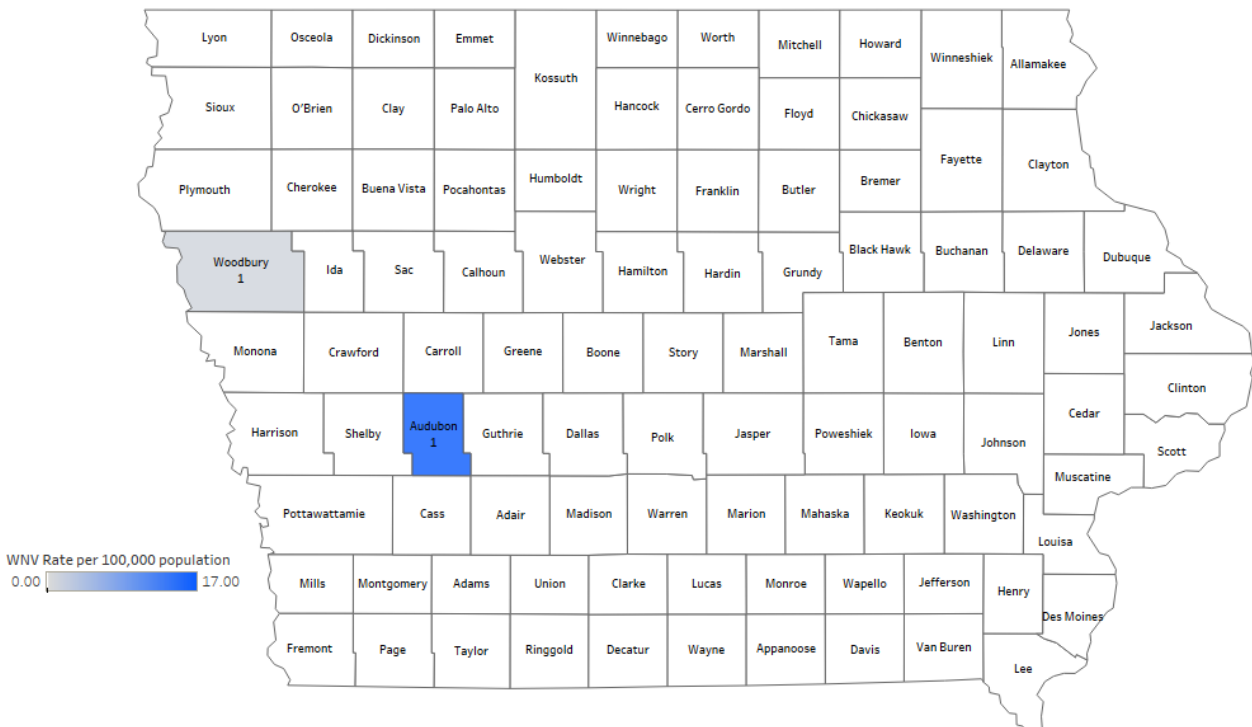 Lyon
Osceola
Dickinson
Emmet
Kossuth
Winnebago
Worth
Mitchell
Howard
Winneshiek
Allamakee
Sioux
O'Brien
Clay
Palo Alto
Hancock
Cerro Gordo
Floyd
Chickasaw
Fayette
Clayton
Plymouth
Cherokee
Buena Vista
Pocahontas
Humboldt
Wright
Franklin
Butler
Bremer
Woodbury
1
Ida
Sac
Calhoun
Webster
Hamilton
Hardin
Grundy
Black Hawk
Buchanan
Delaware
Dubuque
Monona
Crawford
Carroll
Greene
Boone
Story
Marshall
Tama
Benton
Linn
Jones
Jackson
Clinton
Harrison
Shelby
Audubon
1
Guthrie
Dallas
Polk
Jasper
Poweshiek
Iowa
Johnson
Cedar
Scott
Muscatine
Pottawattamie
Cass
Adair
Madison
Warren
Marion
Mahaska
Keokuk
Washington
Louisa
WNV Rate per 100,000 population
0.00 17.00
Mills
Montgomery
Adams
Union
Clarke
Lucas
Monroe
Wapello
Jefferson
Henry
Des Moines
Fremont
Page
Taylor
Ringgold
Decatur
Wayne
Appanoose
Davis
Van Buren
Lee